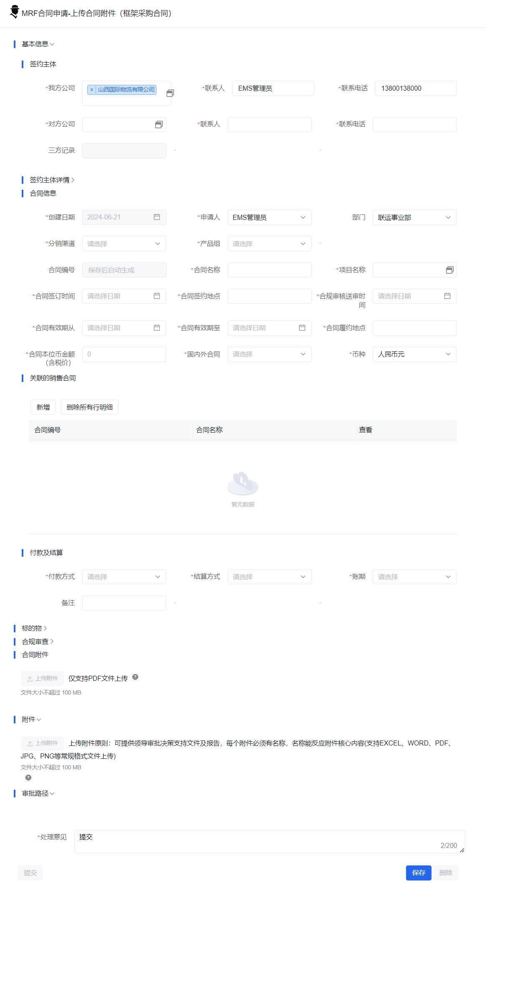 MRF合同申请-上传合同附件（框架采购合同）
基本信息
签约主体
*我方公司 × 山西国际物流有限公司 *联系人 EMS管理员 *联系电话 13800138000
*对方公司 *联系人 *联系电话
三方记录 - -
签约主体详情
合同信息
*创建日期 2024-06-21 *申请人 EMS管理员 部门 联运事业部
*分销渠道 请选择 *产品组 请选择 -
合同编号 保存后自动生成 *合同名称 *项目名称
*合同签订时间 请选择日期 *合同签约地点 *合规审核送审时 请选择日期
间
*合同有效期从 请选择日期 *合同有效期至 请选择日期 *合同履约地点
*合同本位币金额 0 *国内外合同 请选择 *币种 人民币元
（含税价）
关联的销售合同
新增 删除所有行明细
合同编号 合同名称 查看
暂无数据
付款及结算
*付款方式 请选择 *结算方式 请选择 *账期 请选择
备注 - -
标的物
合规审查
合同附件
上传附件 仅支持PDF文件上传 ?
文件大小不超过 100 MB
附件
上传附件 上传附件原则：可提供领导审批决策支持文件及报告，每个附件必须有名称，名称能反应附件核心内容(支持EXCEL、WORD、PDF、
JPG、PNG等常规格式文件上传)
文件大小不超过 100 MB
?
审批路径
*处理意见 提交
2/200
提交 保存 删除